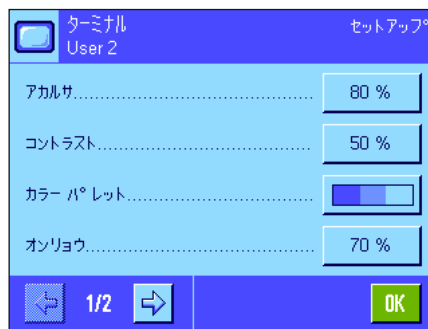 ターミナル セットアップ
User 2
アカルサ........................................ 80 %
コントラスト........................................ 50 %
カラー パレット........................................
オンリョウ........................................ 70 %
1/2 OK